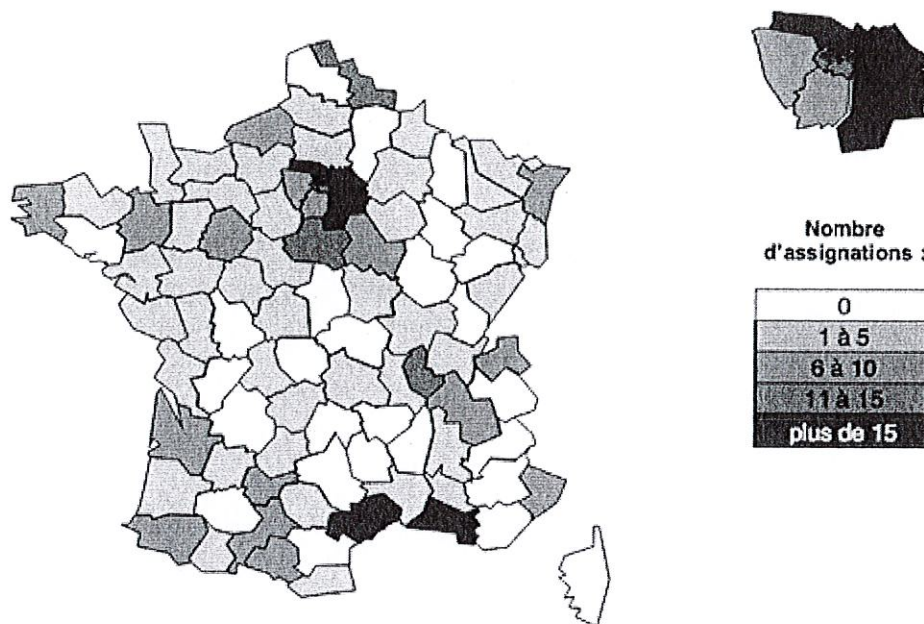 Nombre
d'assignations :
0
1 à 5
6 à 10
11 à 15
plus de 15